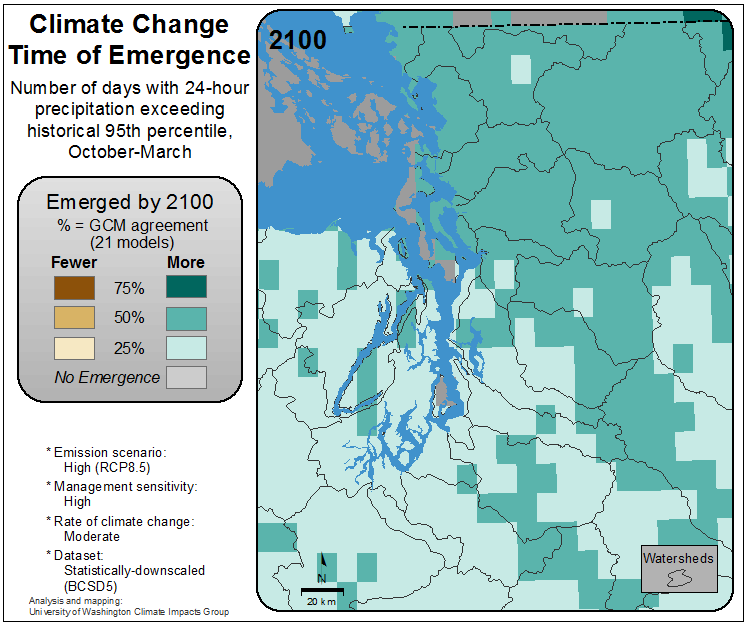 Climate Change
Time of Emergence
Number of days with 24-hour
precipitation exceeding
historical 95th percentile,
October-March
Emerged by 2100
% = GCM agreement
(21 models)
Fewer More
75%
50%
25%
No Emergence
* Emission scenario:
High (RCP8.5)
* Management sensitivity:
High
* Rate of climate change:
Moderate
* Dataset:
Statistically-downscaled
(BCSD5)
Analysis and mapping:
University of Washington Climate Impacts Group
2100
N
20 km
Watersheds